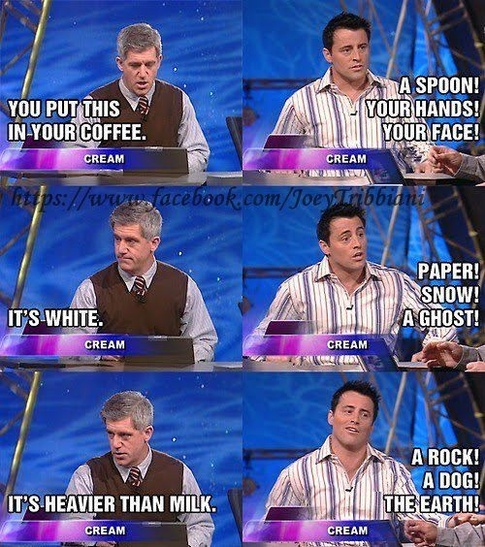 YOU PUT THIS
IN YOUR COFFEE.
CREAM
A SPOON!
YOUR HANDS!
YOUR FACE!
CREAM
https://www.facebook.com/JoeyTribbiani
IT'S WHITE.
CREAM
PAPER!
SNOW!
A GHOST!
CREAM
IT'S HEAVIER THAN MILK.
CREAM
A ROCK!
A DOG!
THE EARTH!
CREAM